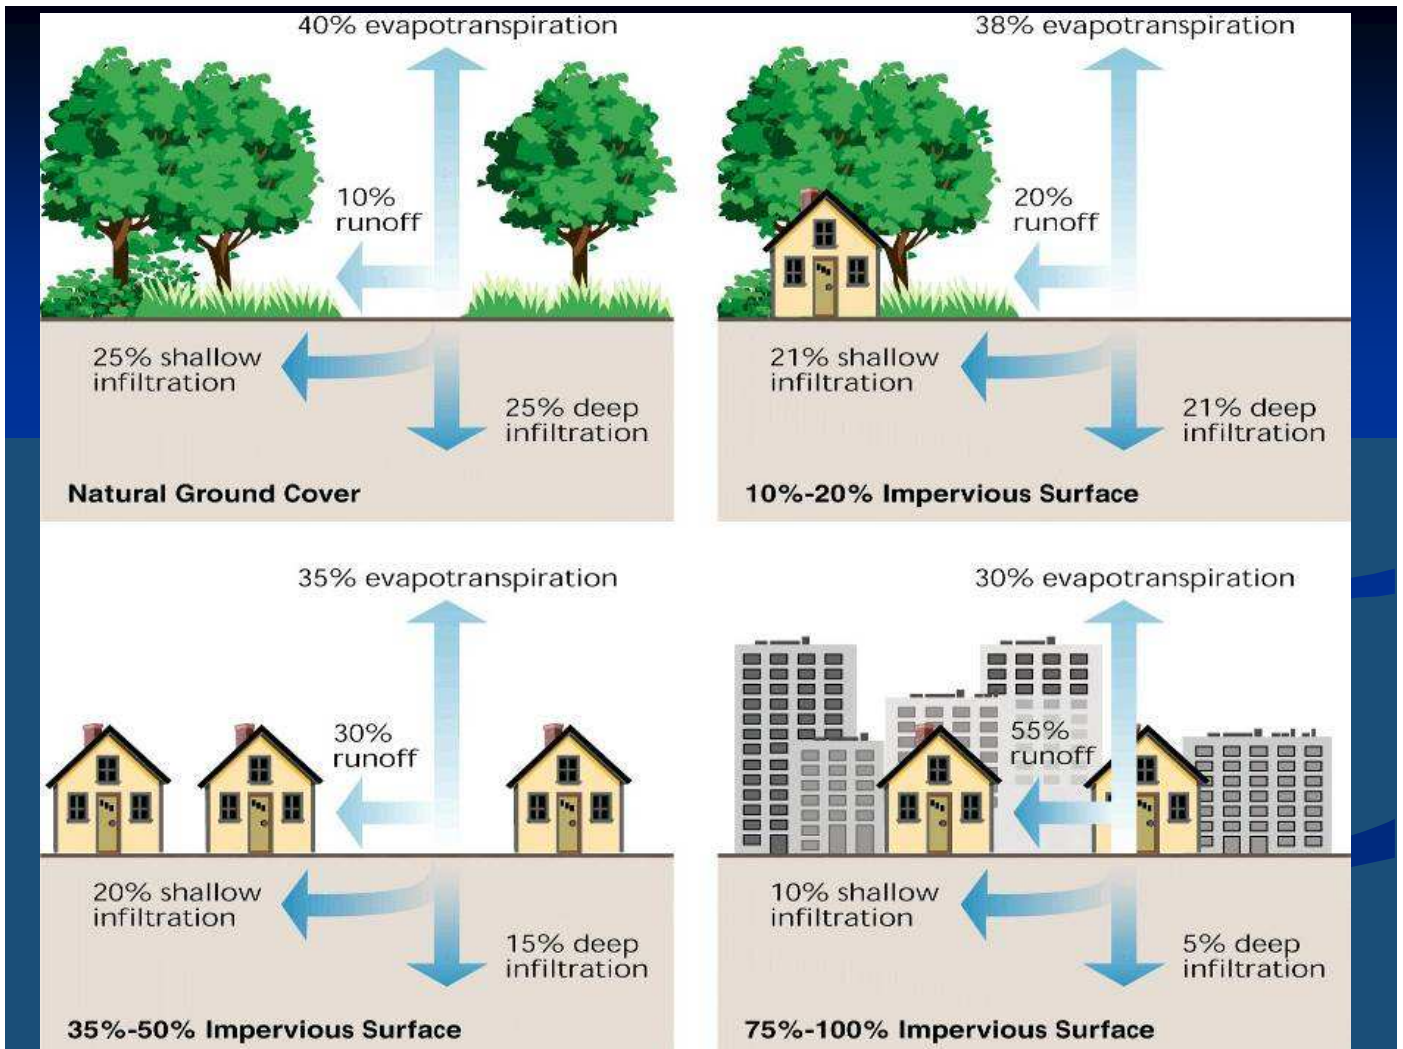 40% evapotranspiration
10%
runoff
25% shallow
infiltration
25% deep
infiltration
Natural Ground Cover
38% evapotranspiration
20%
runoff
21% shallow
infiltration
21% deep
infiltration
10%-20% Impervious Surface
35% evapotranspiration
30%
runoff
20% shallow
infiltration
15% deep
infiltration
35%-50% Impervious Surface
30% evapotranspiration
55%
runoff
10% shallow
infiltration
5% deep
infiltration
75%-100% Impervious Surface